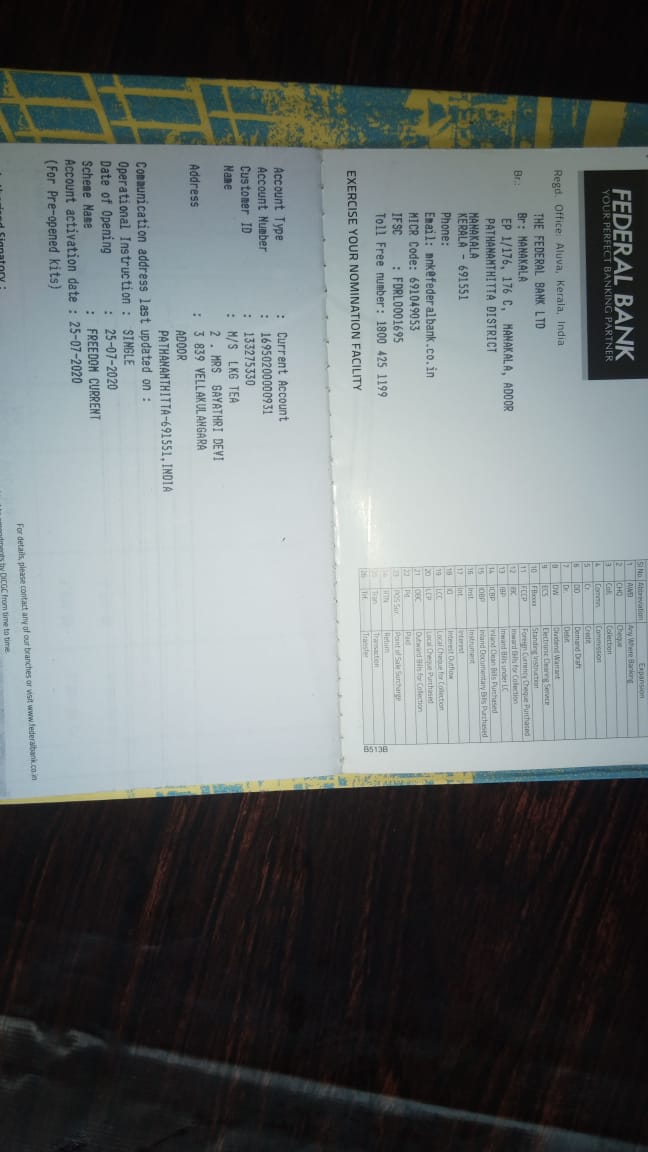 FEDERAL BANK
YOUR PERFECT BANKING PARTNER
Regd. Office: Aluva, Kerala, India
THE FEDERAL BANK LTD
Br.: Br: MANAKALA
EP 1/176, 176 C, MANAKALA, ADOOR
PATHANAMTHITTA DISTRICT
MANAKALA
KERALA - 691551
Phone:
Email: mnk@federalbank.co.in
MICR Code: 691049053
IFSC : FDRL0001695
Toll Free number: 1800 425 1199
EXERCISE YOUR NOMINATION FACILITY
Sl No. Abbreviation Expansion
1 AWB Any Where Banking
2 CHQ Cheque
3 Coll. Collection
4 Commn. Commission
5 Cr. Credit
6 DD Demand Draft
7 Dr. Debit
8 DW Dividend Warrant
9 ECS Electronic Clearing Service
10 Standing Instruction
11 FCCP Foreign Currency Cheque Purchased
12 IBC Inward Bills for Collection
13 IBP Inward Bills under LC
14 ICBP Inland Clean Bills Purchased
15 IDBP Inland Documentary Bills Purchased
16 Inst. Instrument
17 Int. Interest
18 IO Interest Outflow
19 LCC Local Cheque for Collection
20 LCP Local Cheque Purchased
21 OBC Outward Bills for Collection
22 Pd. Paid
23 POS Sur. Point of Sale Surcharge
24 RTN Return
25 Tran. Transaction
26 Trf. Transfer
B513B
Account Type : Current Account
Account Number : 16950200000931
Customer ID : 133275330
Name : M/S LKG TEA
2 . MRS GAYATHRI DEVI
Address : 3 839 VELLAKULANGARA
ADOOR
PATHANAMTHITTA-691551,INDIA
Communication address last updated on :
Operational Instruction : SINGLE
Date of Opening : 25-07-2020
Scheme Name : FREEDOM CURRENT
Account activation date : 25-07-2020
(For Pre-opened kits)
For details, please contact any of our branches or visit www.federalbank.co.in
by DICGC from time to time.